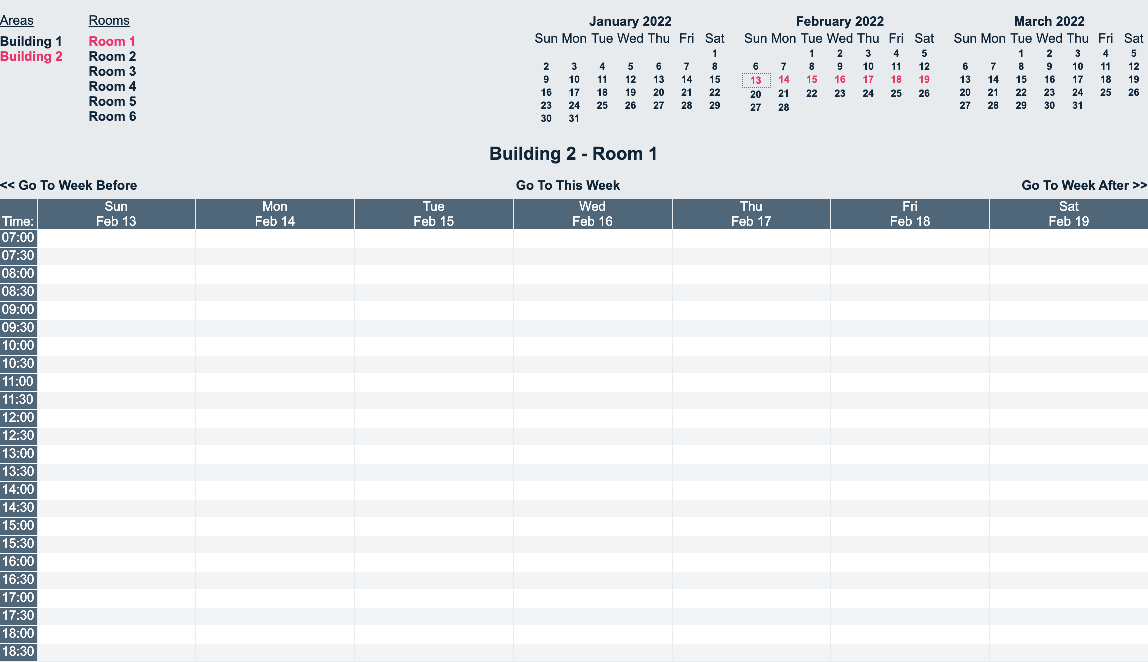 Areas
Building 1
Building 2
Rooms
Room 1
Room 2
Room 3
Room 4
Room 5
Room 6
January 2022
Sun Mon Tue Wed Thu Fri Sat
1
2 3 4 5 6 7 8
9 10 11 12 13 14 15
16 17 18 19 20 21 22
23 24 25 26 27 28 29
30 31
February 2022
Sun Mon Tue Wed Thu Fri Sat
1 2 3 4 5
6 7 8 9 10 11 12
13 14 15 16 17 18 19
20 21 22 23 24 25 26
27 28
March 2022
Sun Mon Tue Wed Thu Fri Sat
1 2 3 4 5
6 7 8 9 10 11 12
13 14 15 16 17 18 19
20 21 22 23 24 25 26
27 28 29 30 31
Building 2 - Room 1
<< Go To Week Before Go To This Week Go To Week After >>
Sun Mon Tue Wed Thu Fri Sat
Time: Feb 13 Feb 14 Feb 15 Feb 16 Feb 17 Feb 18 Feb 19
07:00
07:30
08:00
08:30
09:00
09:30
10:00
10:30
11:00
11:30
12:00
12:30
13:00
13:30
14:00
14:30
15:00
15:30
16:00
16:30
17:00
17:30
18:00
18:30